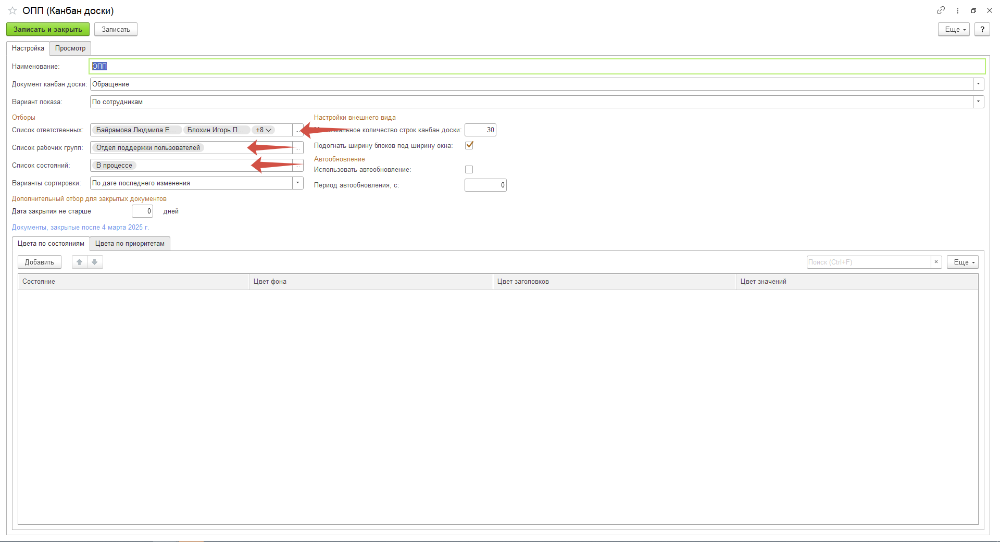 ОПП (Канбан доски)
Записать и закрыть
Записать
Еще
?
Настройка
Просмотр
Наименование:
ОПП
Документ канбан доски:
Обращение
Вариант показа:
По сотрудникам
Отборы
Список ответственных:
Байрамова Людмила Е...
Блохин Игорь П...
+8
...
Список рабочих групп:
Отдел поддержки пользователей
...
Список состояний:
В процессе
...
Варианты сортировки:
По дате последнего изменения
Настройки внешнего вида
количество строк канбан доски:
30
Подогнать ширину блоков под ширину окна:
Автообновление
Использовать автообновление:
Период автообновления, с:
0
Дополнительный отбор для закрытых документов
Дата закрытия не старше
0
дней
Документы, закрытые после 4 марта 2025 г.
Цвета по состояниям
Цвета по приоритетам
Добавить
Поиск (Ctrl+F)
×
Еще
Состояние
Цвет фона
Цвет заголовков
Цвет значений